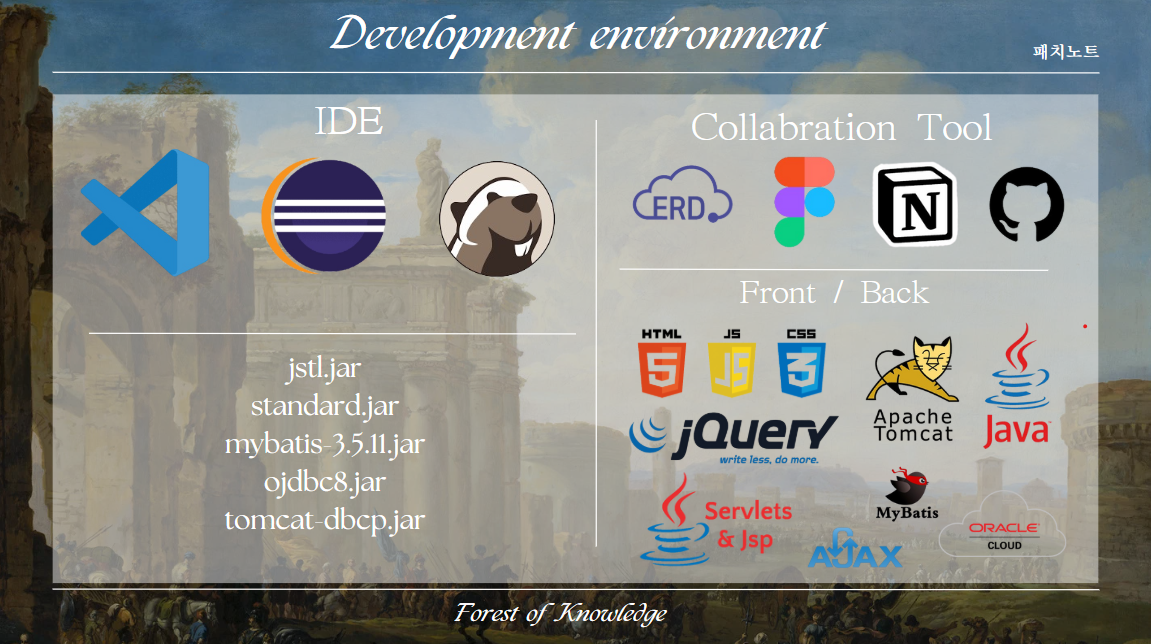 Development environment
패치노트
IDE
jstl.jar
standard.jar
mybatis-3.5.11.jar
ojdbc8.jar
tomcat-dbcp.jar
Collabration Tool
ERD
N
Front / Back
HTML JS CSS
5 JS 3
jQuery
write less, do more.
Apache
Tomcat
Java
Servlets
& Jsp
AJAX
MyBatis
ORACLE
CLOUD
Forest of Knowledge